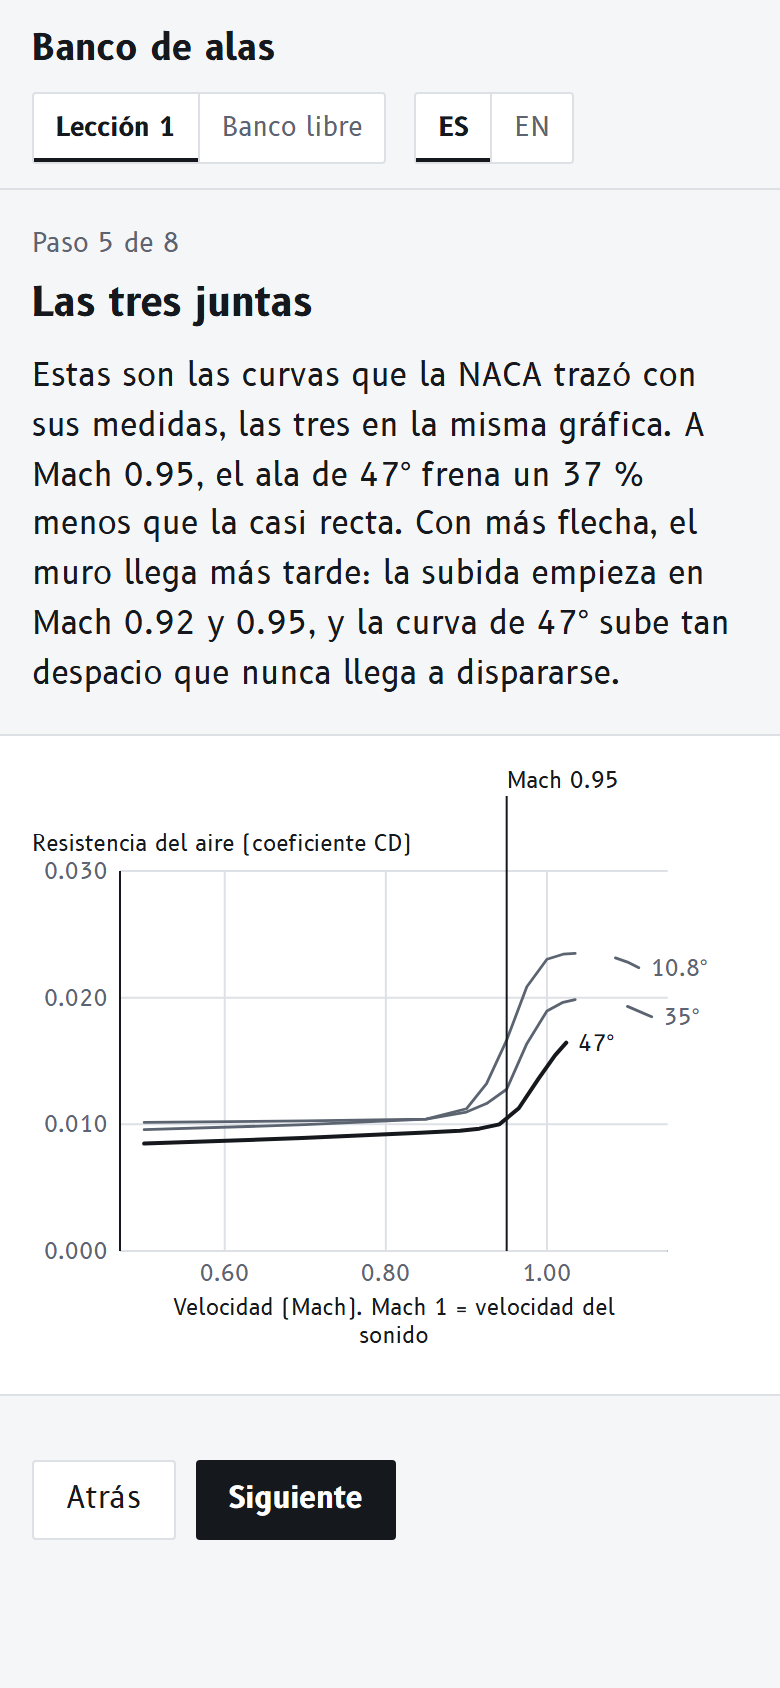 Banco de alas
Lección 1
Banco libre
ES
EN
Paso 5 de 8
Las tres juntas
Estas son las curvas que la NACA trazó con
sus medidas, las tres en la misma gráfica. A
Mach 0.95, el ala de 47° frena un 37 %
menos que la casi recta. Con más flecha, el
muro llega más tarde: la subida empieza en
Mach 0.92 y 0.95, y la curva de 47° sube tan
despacio que nunca llega a dispararse.
Mach 0.95
Resistencia del aire (coeficiente CD)
0.030
10.8°
0.020
35°
47°
0.010
0.000
0.60
0.80
1.00
Velocidad (Mach). Mach 1 = velocidad del
sonido
Atrás
Siguiente